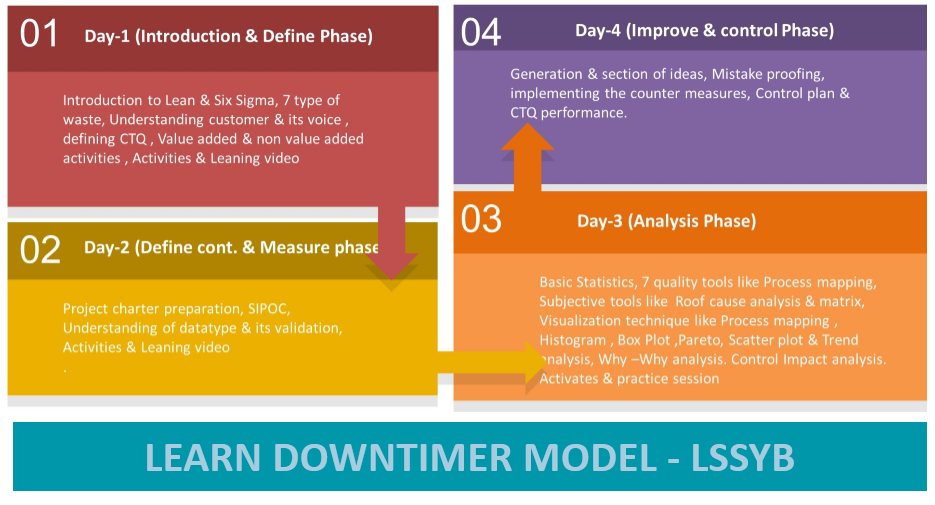 01
Day-1 (Introduction & Define Phase)
Introduction to Lean & Six Sigma, 7 type of
waste, Understanding customer & its voice ,
defining CTQ , Value added & non value added
activities , Activities & Leaning video
02
Day-2 (Define cont. & Measure phase
Project charter preparation, SIPOC,
Understanding of datatype & its validation,
Activities & Leaning video
.
03
Day-3 (Analysis Phase)
Basic Statistics, 7 quality tools like Process mapping,
Subjective tools like Roof cause analysis & matrix,
Visualization technique like Process mapping ,
Histogram , Box Plot ,Pareto, Scatter plot & Trend
analysis, Why –Why analysis. Control Impact analysis.
Activates & practice session
04
Day-4 (Improve & control Phase)
Generation & section of ideas, Mistake proofing,
implementing the counter measures, Control plan &
CTQ performance.
LEARN DOWNTIMER MODEL - LSSYB